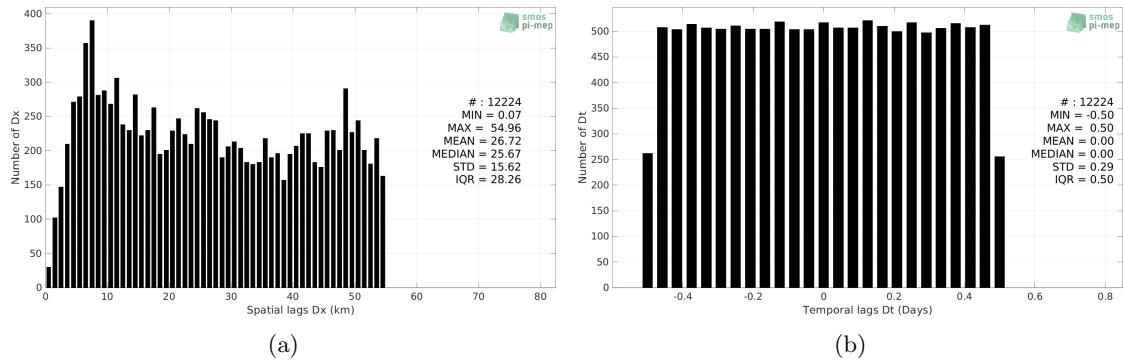 400
350
300
250
200
150
100
50
0
Number of Dx
0 10 20 30 40 50 60 70 80
Spatial lags Dx (km)
smos
pi-mep
# : 12224
MIN = 0.07
MAX = 54.96
MEAN = 26.72
MEDIAN = 25.67
STD = 15.62
IQR = 28.26
(a)
500
450
400
350
300
250
200
150
100
50
0
Number of Dt
-0.4 -0.2 0 0.2 0.4 0.6 0.8
Temporal lags Dt (Days)
smos
pi-mep
# : 12224
MIN = -0.50
MAX = 0.50
MEAN = 0.00
MEDIAN = 0.00
STD = 0.29
IQR = 0.50
(b)